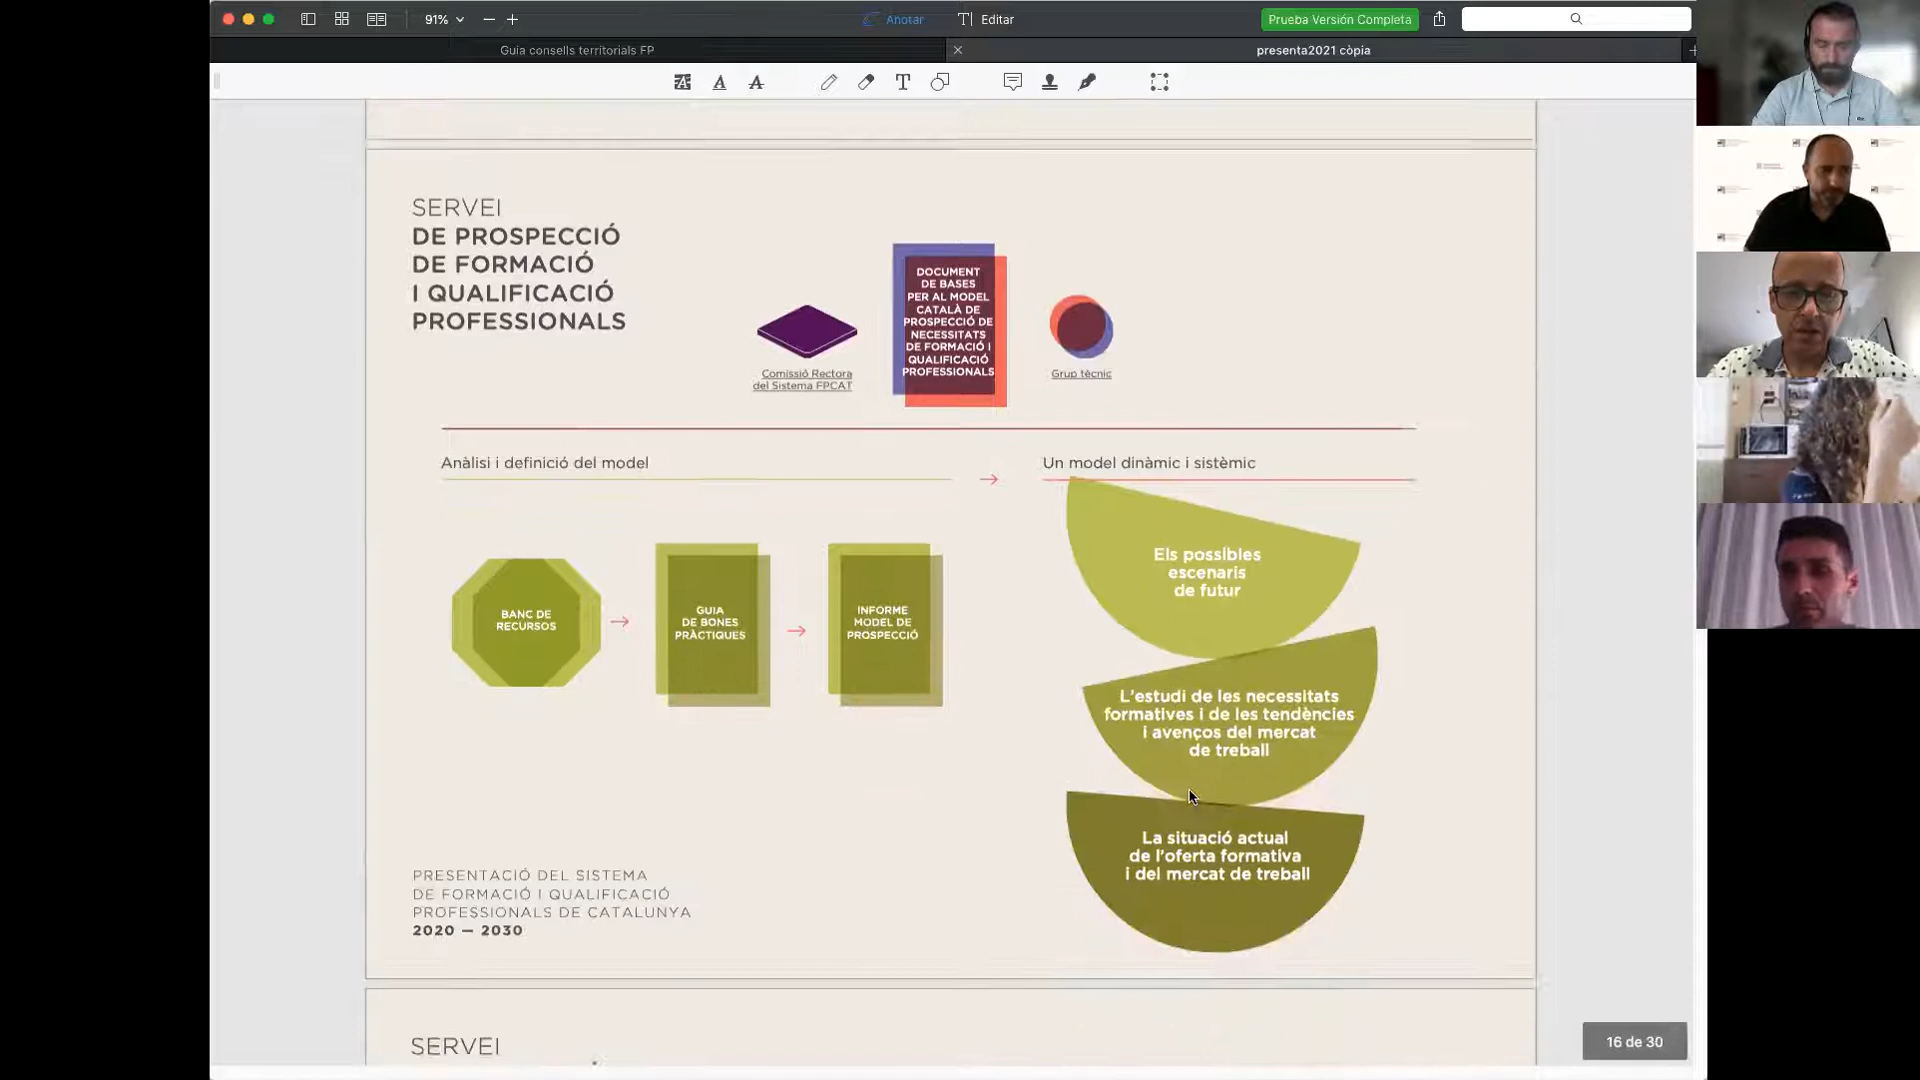 91%
Anotar
Editar
Prueba Versión Completa
Guia consells territorials FP
presenta2021 còpia
SERVEI
DE PROSPECCIÓ
DE FORMACIÓ
I QUALIFICACIÓ
PROFESSIONALS
DOCUMENT
DE BASES
PER AL MODEL
CATALÀ DE
PROSPECCIÓ DE
NECESSITATS
DE FORMACIÓ I
QUALIFICACIÓ
PROFESSIONALS
Comissió Rectora
del Sistema FPCAT
Grup tècnic
Anàlisi i definició del model
Un model dinàmic i sistèmic
BANC DE
RECURSOS
GUIA
DE BONES
PRÀCTIQUES
INFORME
MODEL DE
PROSPECCIÓ
Els possibles
escenaris
de futur
L'estudi de les necessitats
formatives i de les tendències
i avenços del mercat
de treball
La situació actual
de l'oferta formativa
i del mercat de treball
PRESENTACIÓ DEL SISTEMA
DE FORMACIÓ I QUALIFICACIÓ
PROFESSIONALS DE CATALUNYA
2020 — 2030
SERVEI
16 de 30